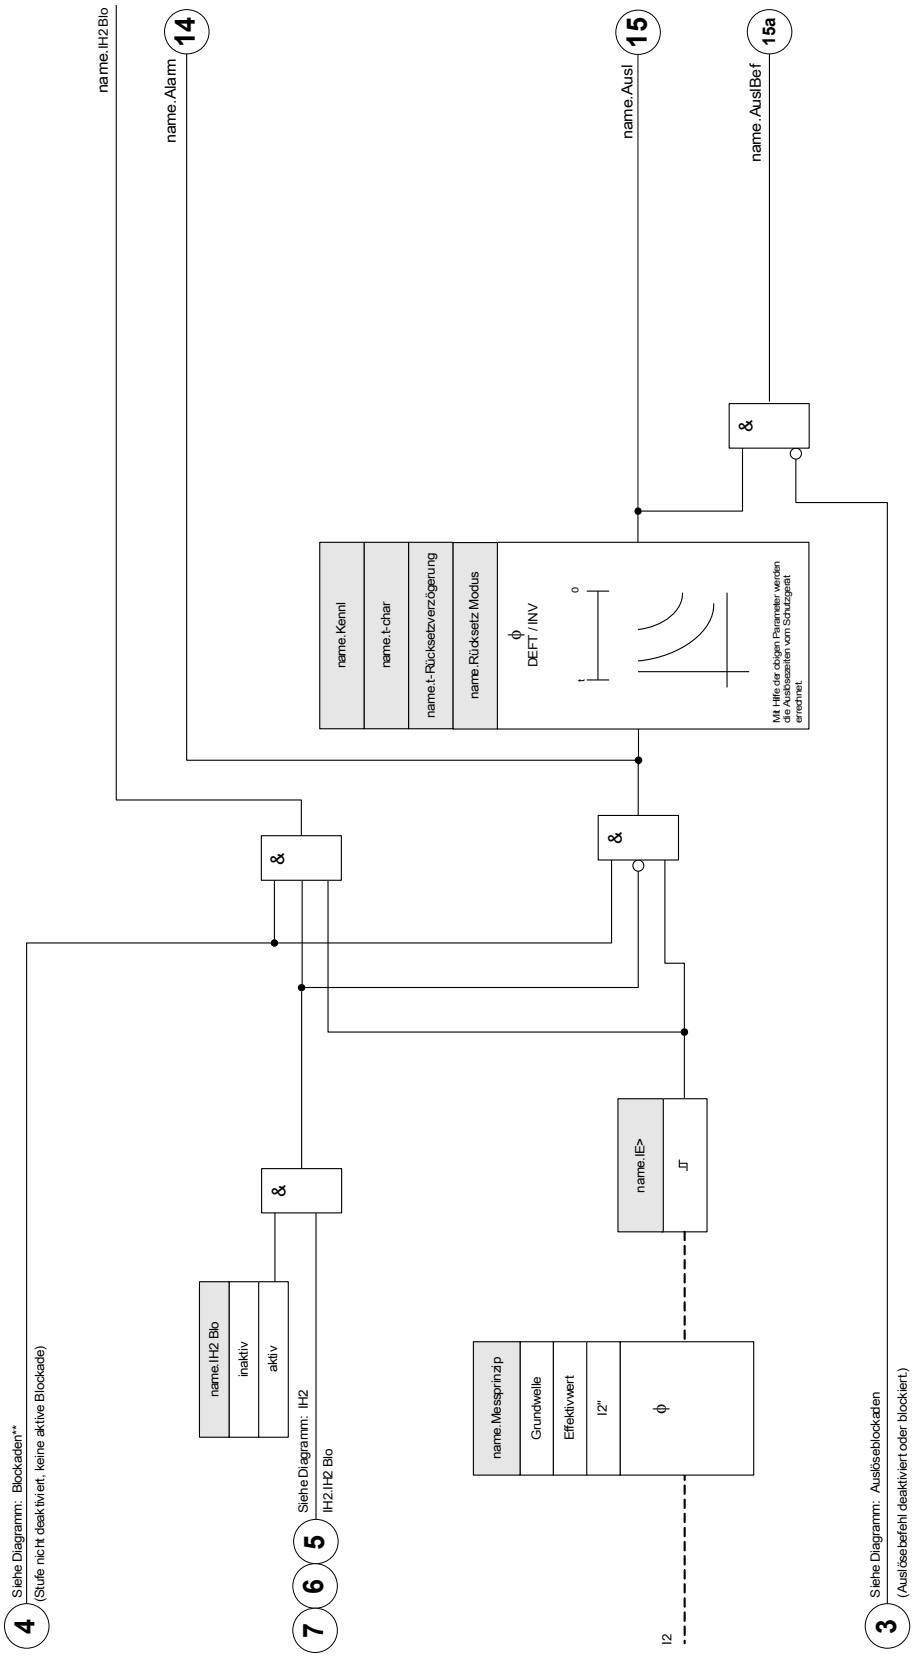 4
Siehe Diagramm: Blockaden**
(Stufe nicht deaktiviert, keine aktive Blockade)
name.IH2 Blo
inaktiv
aktiv
&
&
name.IH2Blo
7
6
5
Siehe Diagramm: IH2
IH2.IH2 Blo
name.Alarm
14
name.Messprinzip
Grundwelle
Effektivwert
I2"
ϕ
I2
name.IE>
&
name.Kennl
name.t-char
name.t-Rücksetzverzögerung
name.Rücksetz Modus
ϕ
DEFT / INV
t
0
Mit Hilfe der obigen Parameter werden
die Auslösezeiten vom Schutzgerät
errechnet.
name.Ausl
15
&
name.AuslBef
15a
3
Siehe Diagramm: Auslöseblockaden
(Auslösebefehl deaktiviert oder blockiert.)